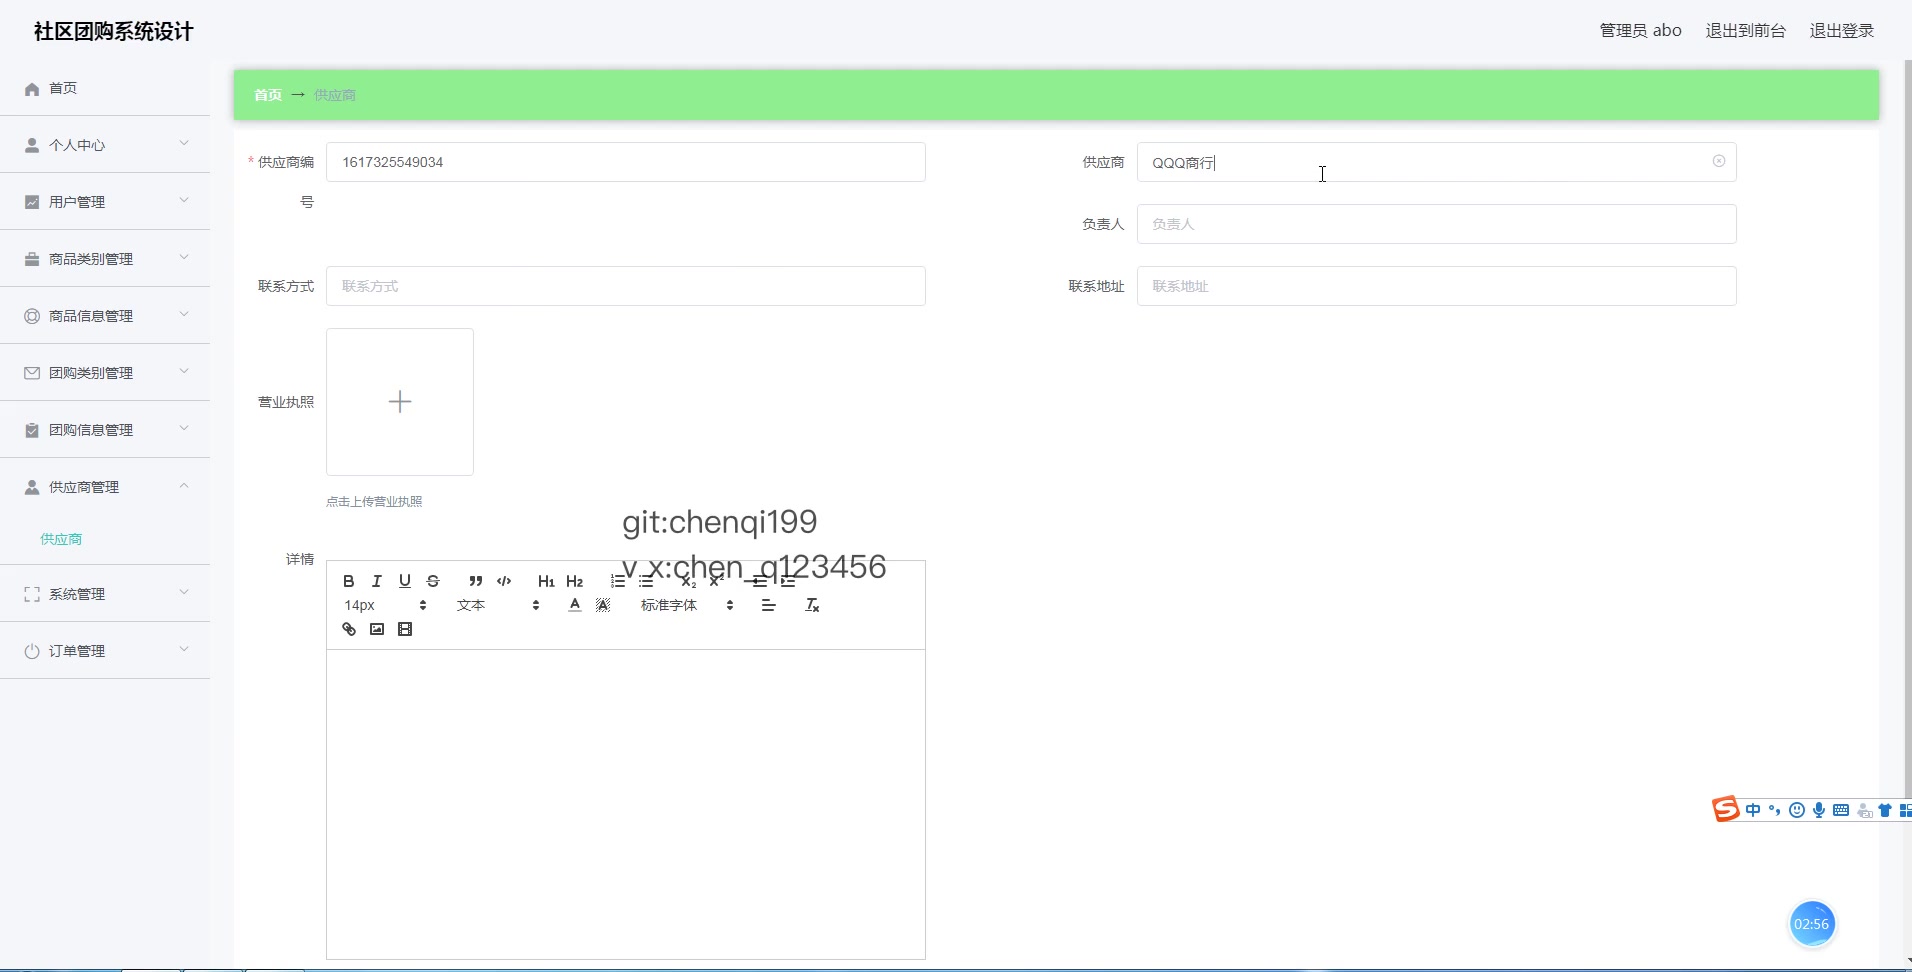 社区团购系统设计
管理员 abo 退出到前台 退出登录
首页
个人中心
用户管理
商品类别管理
商品信息管理
团购类别管理
团购信息管理
供应商管理
供应商
系统管理
订单管理
首页 → 供应商
* 供应商编号 1617325549034
供应商 QQQ商行
负责人 负责人
联系方式 联系方式
联系地址 联系地址
营业执照
点击上传营业执照
git:chenqi199
v_x:chen_q123456
详情
B I U S H1 H2 X2 X2
14px 文本 A A 标准字体 Tx
S 中
02:56